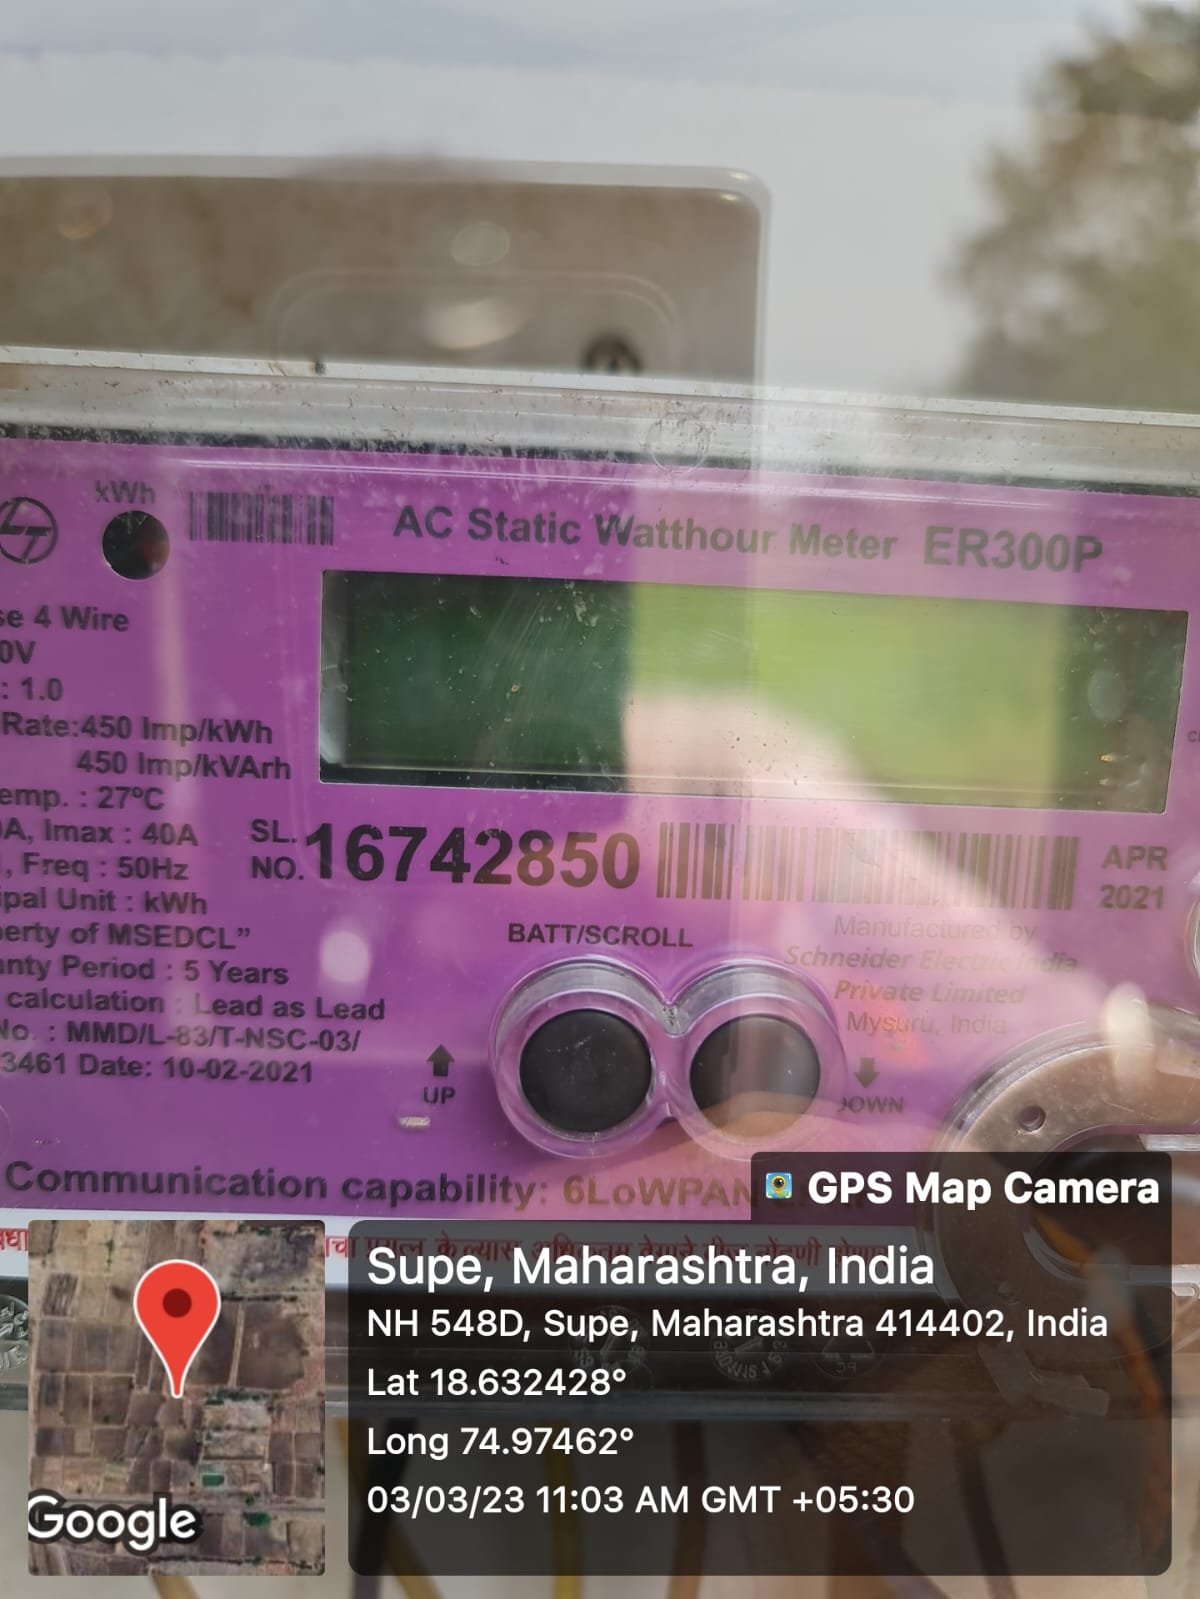 kWh
AC Static Watthour Meter ER300P
se 4 Wire
0V
: 1.0
Rate:450 Imp/kWh
450 Imp/kVArh
emp. : 27°C
A, Imax : 40A
, Freq : 50Hz
SL.
NO. 16742850
APR
2021
ipal Unit : kWh
perty of MSEDCL”
anty Period : 5 Years
calculation : Lead as Lead
No. : MMD/L-83/T-NSC-03/
3461 Date: 10-02-2021
BATT/SCROLL
Manufactured by
Schneider Electric India
Private Limited
Mysuru, India
UP
DOWN
Communication capability: 6LoWPAN
GPS Map Camera
Supe, Maharashtra, India
NH 548D, Supe, Maharashtra 414402, India
Lat 18.632428°
Long 74.97462°
03/03/23 11:03 AM GMT +05:30
Google